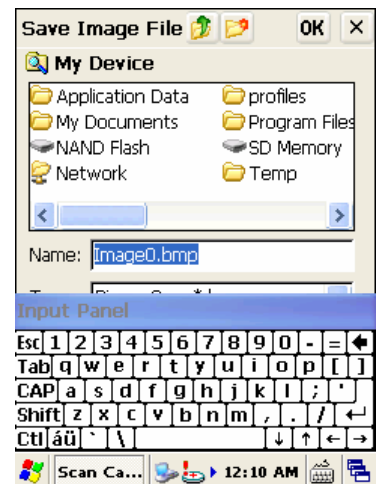 Save Image File OK ×
My Device
Application Data profiles
My Documents Program Files
NAND Flash SD Memory
Network Temp
Name: Image0.bmp
Input Panel
Esc 1 2 3 4 5 6 7 8 9 0 - = 🡄
Tab q w e r t y u i o p [ ]
CAP a s d f g h j k l ; '
Shift z x c v b n m , . / ↵
Ctl áü ` \ ↓ ↑ ← →
Scan Ca... 12:10 AM